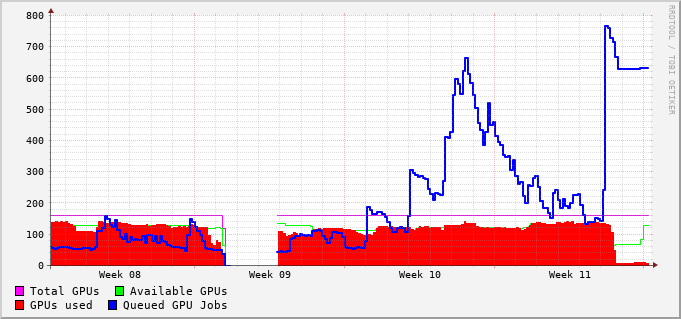 800
700
600
500
400
300
200
100
0
Week 08 Week 09 Week 10 Week 11
Total GPUs Available GPUs
GPUs used Queued GPU Jobs
RRDTOOL / TOBI OETIKER